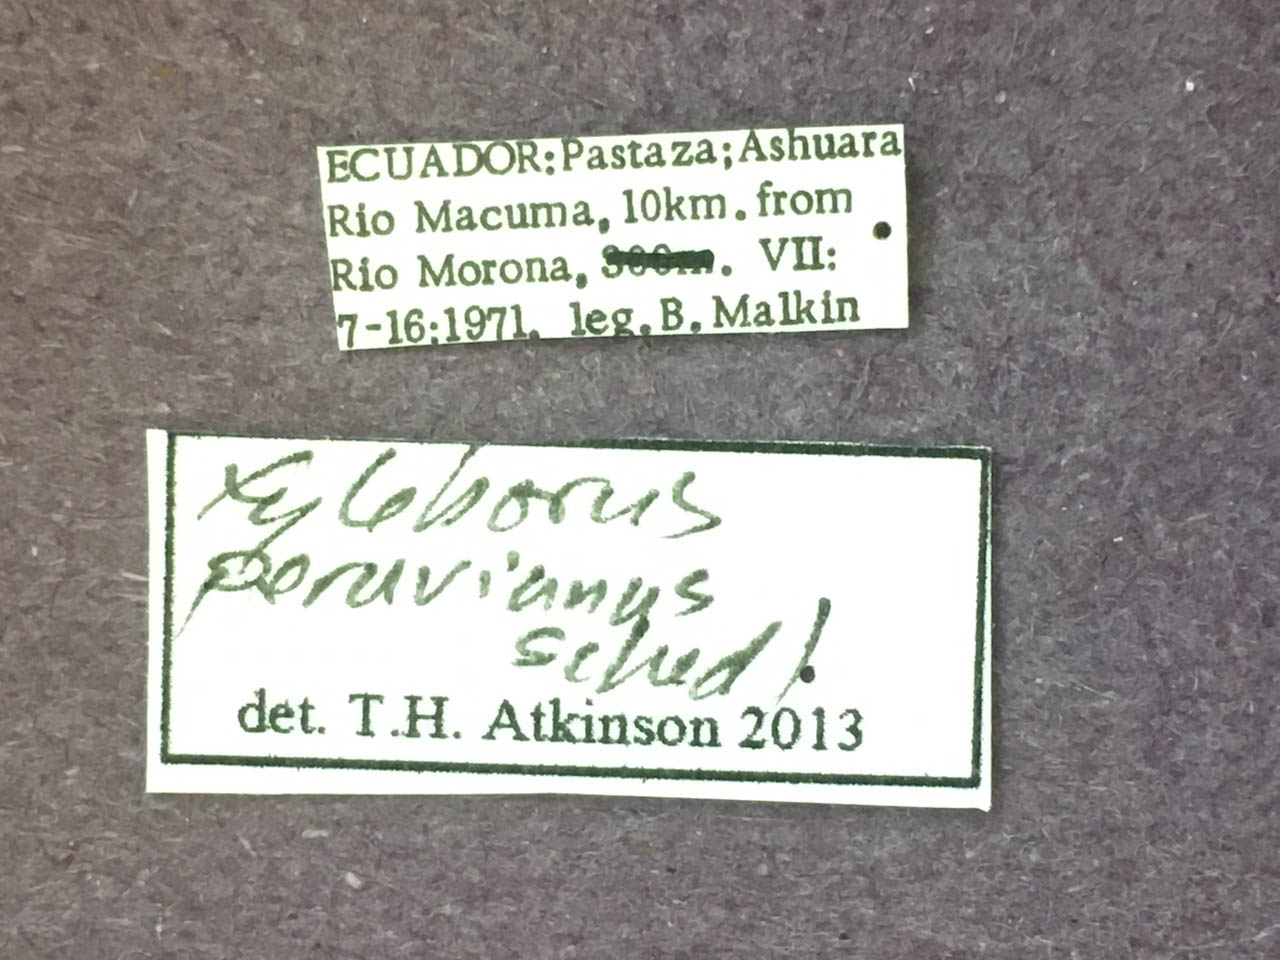 ECUADOR: Pastaza; Ashuara
Rio Macuma, 10km. from
Rio Morona, 300m. VII:
7-16:1971. leg. B. Malkin
Xyleborus
peruvianus
Sched!
det. T.H. Atkinson 2013